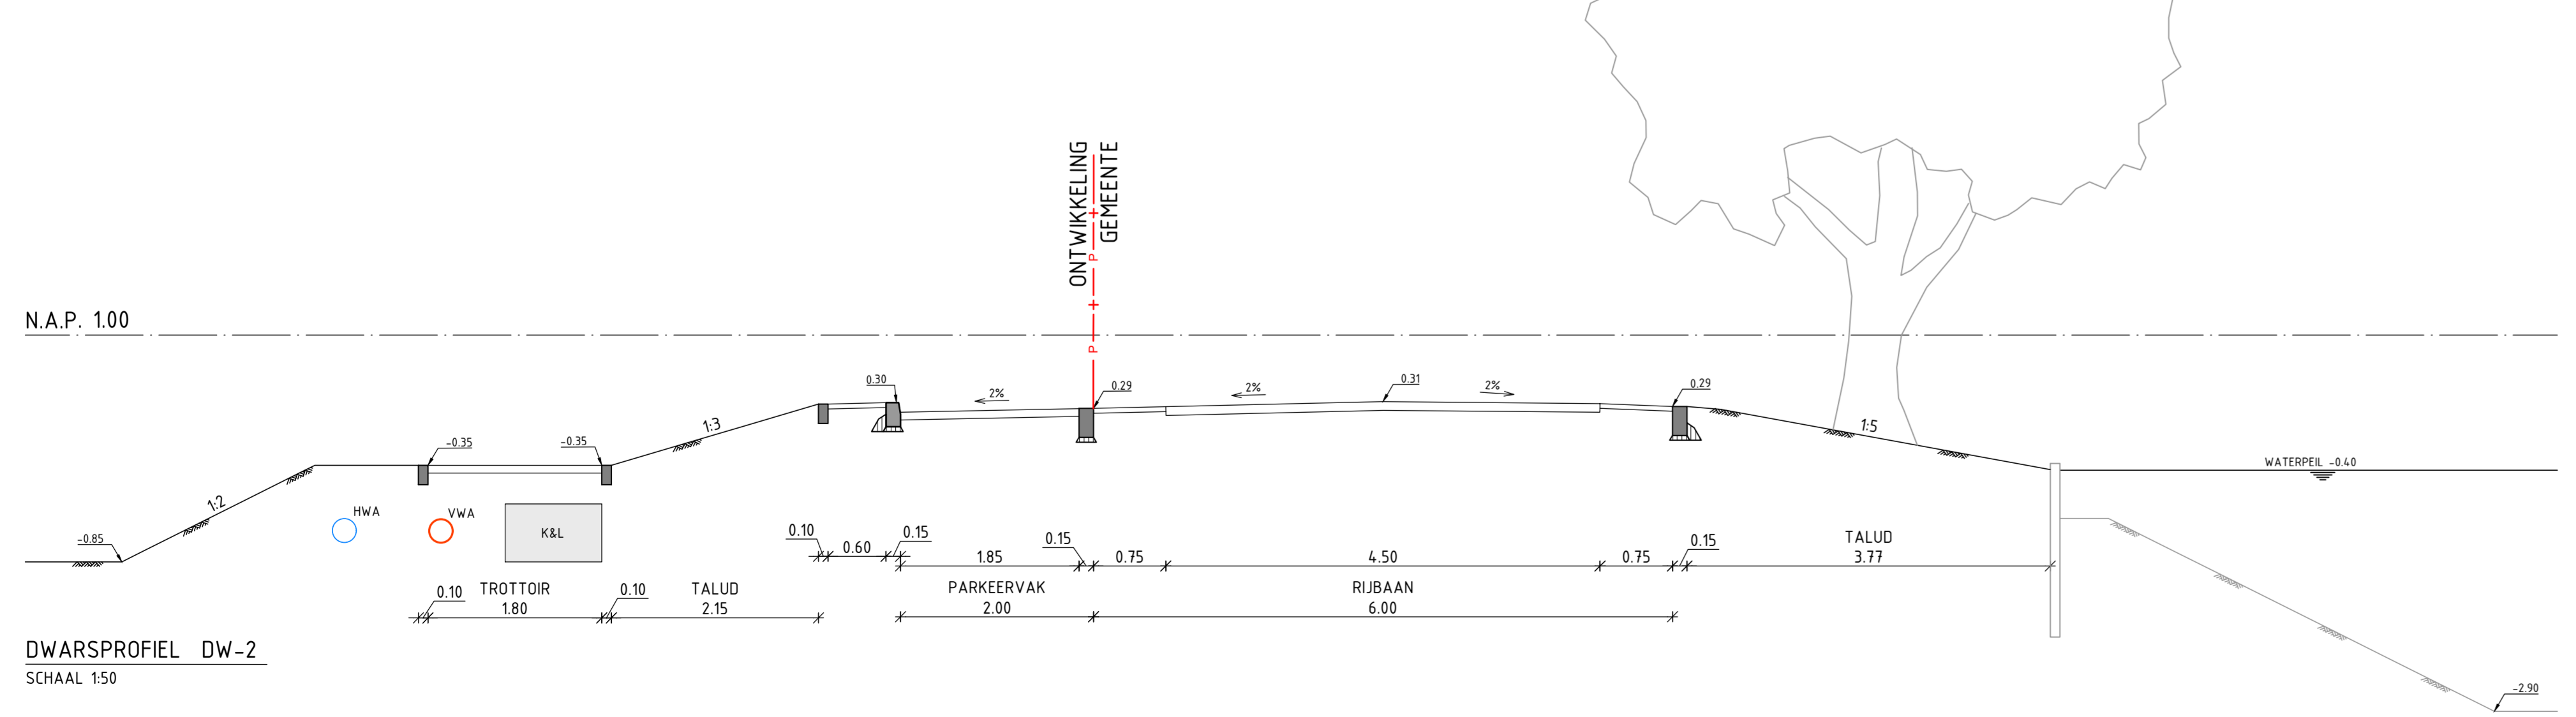 ONTWIKKELING
GEMEENTE
P
P
N.A.P. 1.00
0.30
2%
0.29
2%
0.31
2%
0.29
1:3
1:5
-0.35
-0.35
WATERPEIL -0.40
1:2
HWA
VWA
K&L
-0.85
0.10
0.60
0.15
1.85
0.15
0.75
4.50
0.75
0.15
TALUD
3.77
0.10
TROTTOIR
1.80
0.10
TALUD
2.15
PARKEERVAK
2.00
RIJBAAN
6.00
DWARSPROFIEL DW-2
SCHAAL 1:50
-2.90